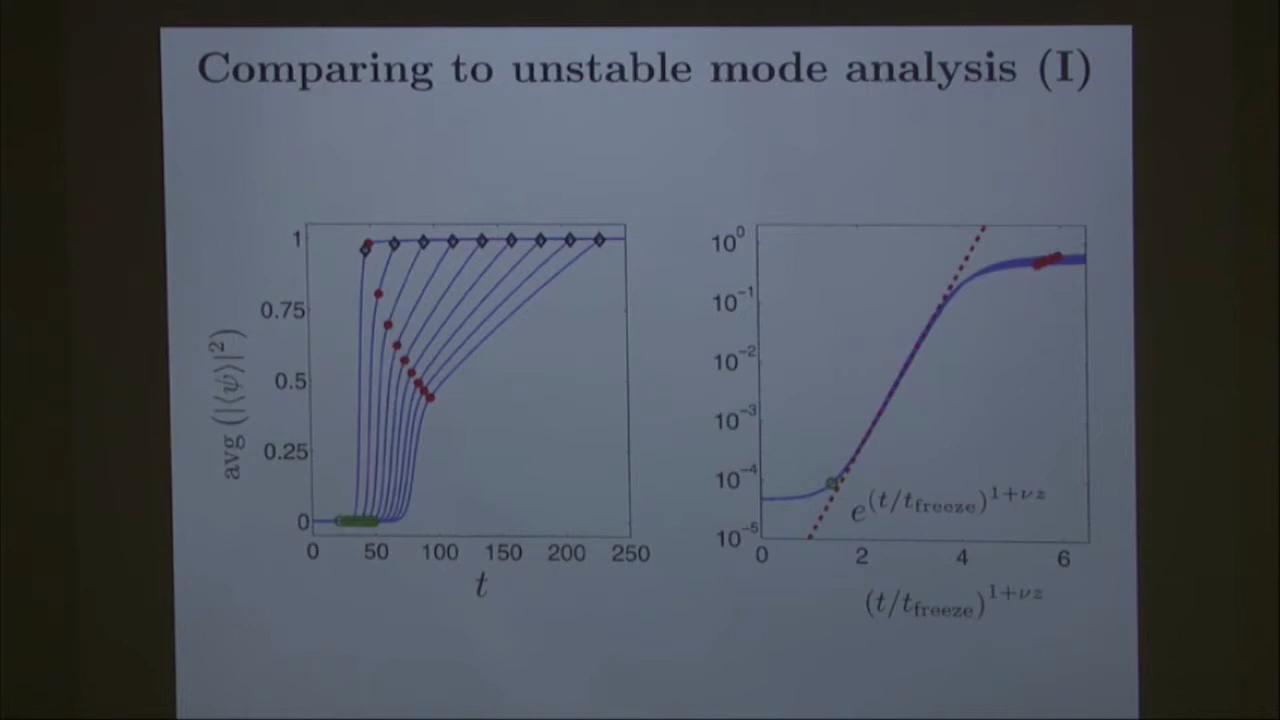 Comparing to unstable mode analysis (I)
avg (|⟨ψ⟩|²)
1
0.75
0.5
0.25
0
0 50 100 150 200 250
t
10⁰
10⁻¹
10⁻²
10⁻³
10⁻⁴
10⁻⁵
e^{(t/t_freeze)^{1+νz}}
0 2 4 6
(t/t_freeze)^{1+νz}